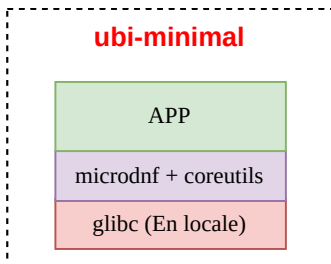 ubi-minimal
APP
microdnf + coreutils
glibc (En locale)